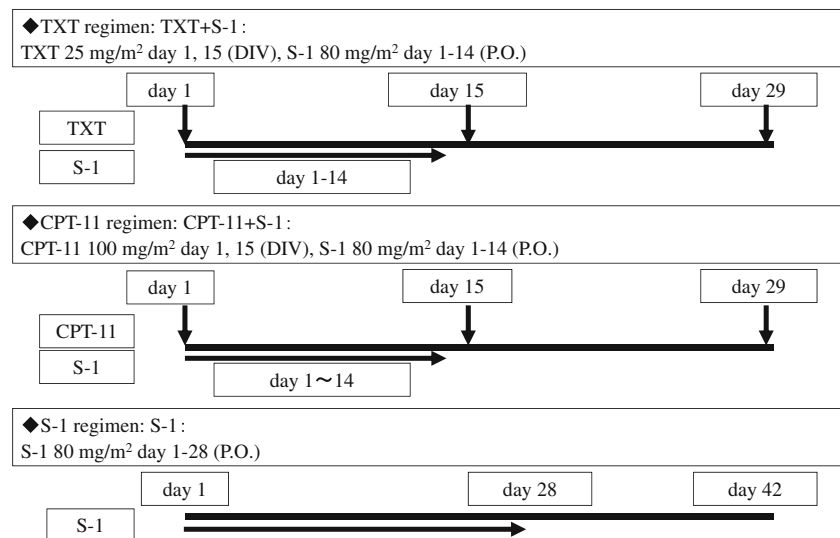 ◆TXT regimen: TXT+S-1:
TXT 25 mg/m² day 1, 15 (DIV), S-1 80 mg/m² day 1-14 (P.O.)
day 1 day 15 day 29
TXT
S-1
day 1-14
◆CPT-11 regimen: CPT-11+S-1:
CPT-11 100 mg/m² day 1, 15 (DIV), S-1 80 mg/m² day 1-14 (P.O.)
day 1 day 15 day 29
CPT-11
S-1
day 1～14
◆S-1 regimen: S-1:
S-1 80 mg/m² day 1-28 (P.O.)
day 1 day 28 day 42
S-1